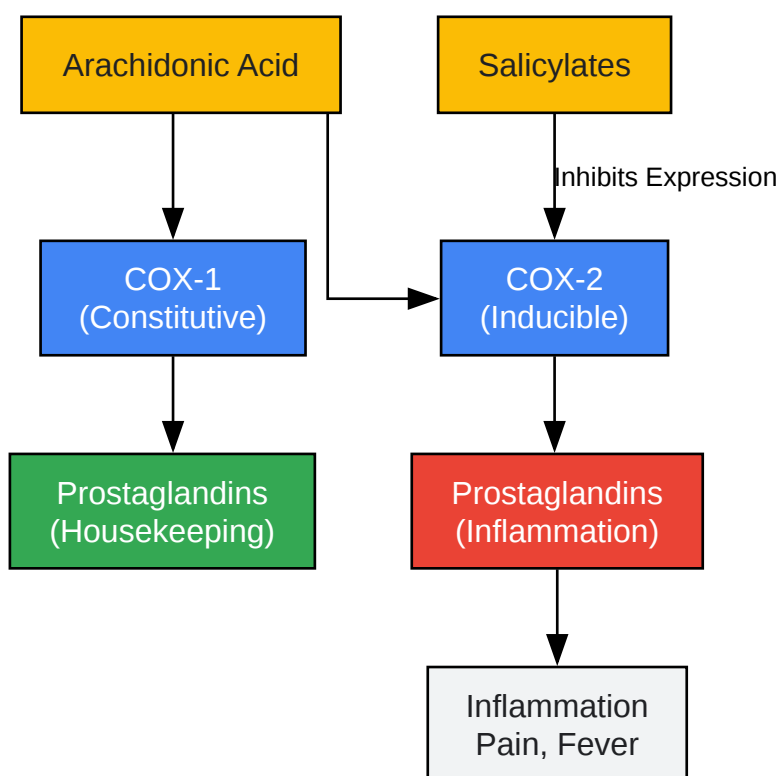 Arachidonic Acid
Salicylates
Inhibits Expression
COX-1
(Constitutive)
COX-2
(Inducible)
Prostaglandins
(Housekeeping)
Prostaglandins
(Inflammation)
Inflammation
Pain, Fever